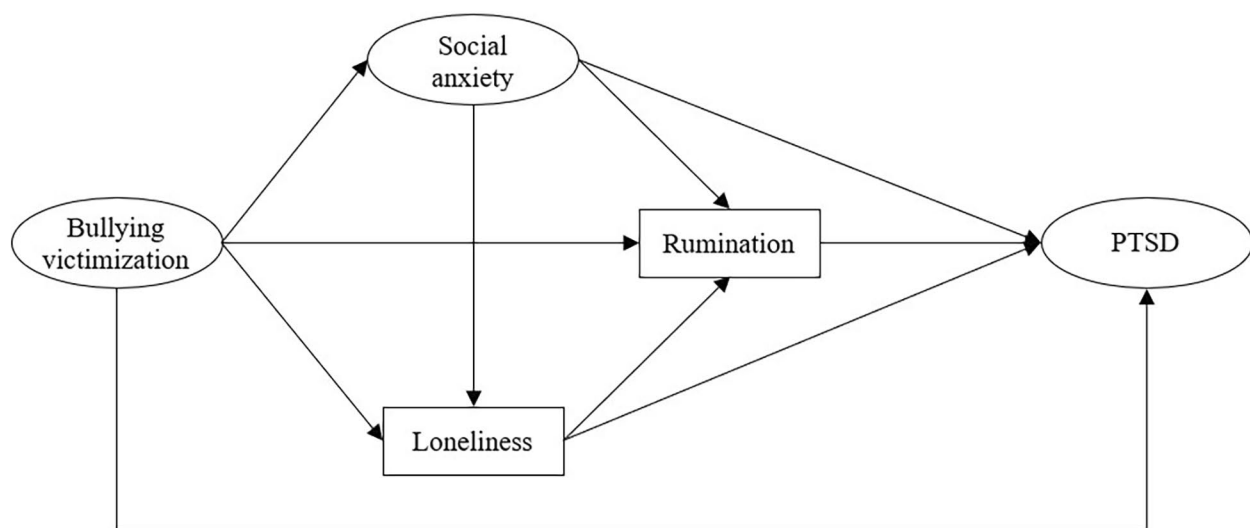 Social
anxiety
Bullying
victimization
Rumination
PTSD
Loneliness